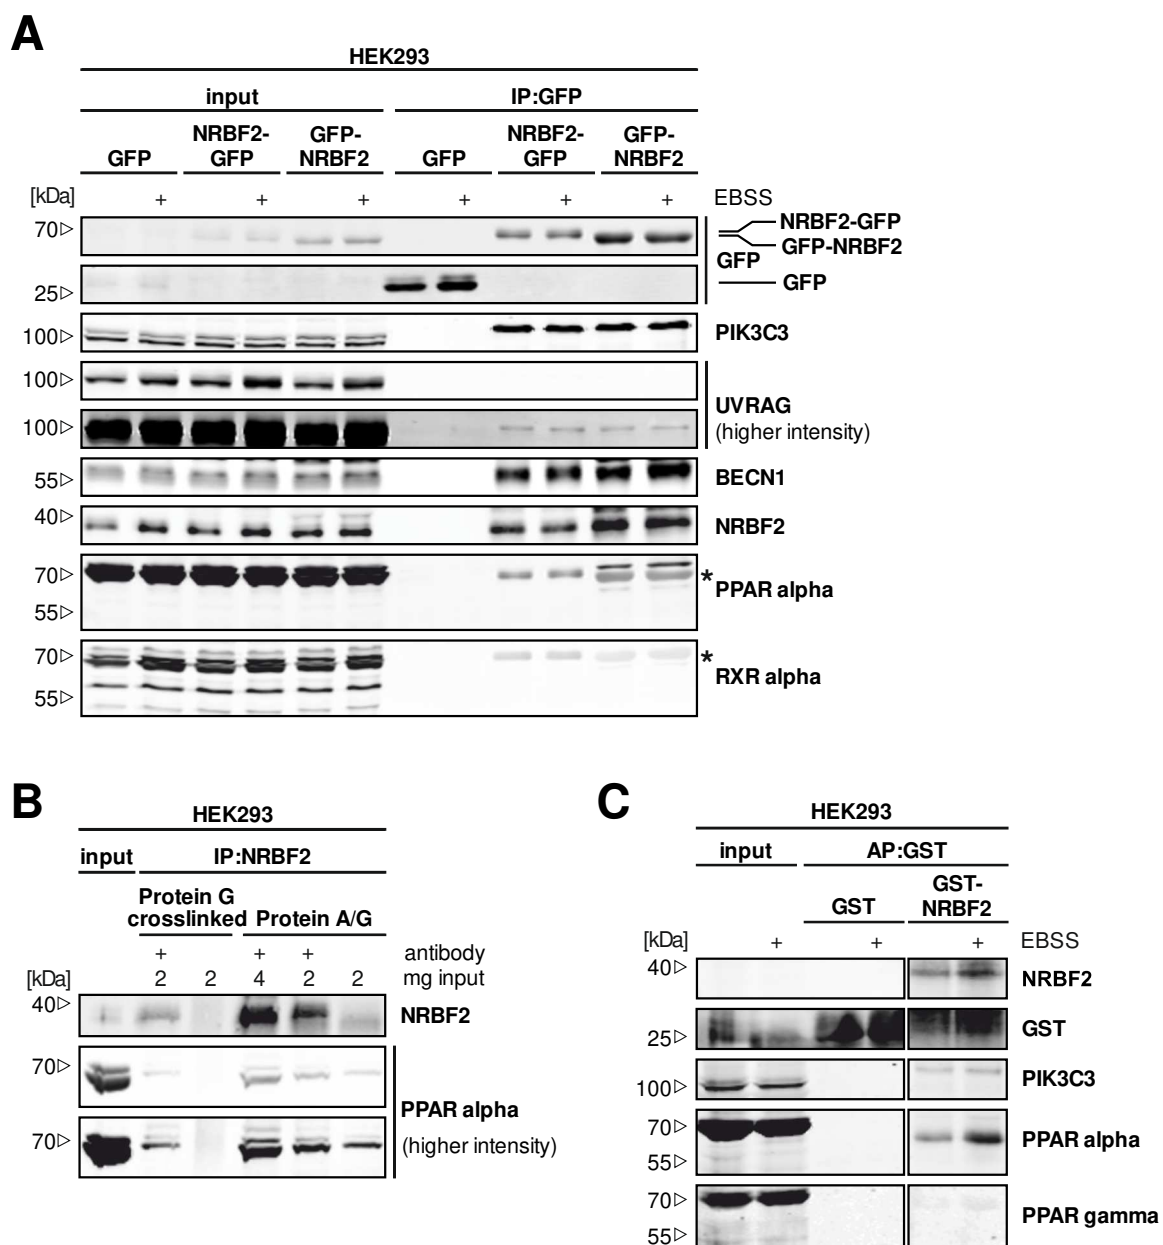 A
HEK293
input IP:GFP
GFP NRBF2-GFP GFP-NRBF2 GFP NRBF2-GFP GFP-NRBF2
[kDa] + + + + + + EBSS
70▷ NRBF2-GFP
GFP-NRBF2
GFP
25▷ GFP
100▷ PIK3C3
100▷
UVRAG
100▷ (higher intensity)
55▷ BECN1
40▷ NRBF2
70▷ * PPAR alpha
55▷
70▷ * RXR alpha
55▷
B
HEK293
input IP:NRBF2
Protein G crosslinked Protein A/G
+ + + antibody
[kDa] 2 2 4 2 2 mg input
40▷ NRBF2
70▷
PPAR alpha
70▷ (higher intensity)
C
HEK293
input AP:GST
GST GST-NRBF2
[kDa] + + + EBSS
40▷ NRBF2
25▷ GST
100▷ PIK3C3
70▷ PPAR alpha
55▷
70▷ PPAR gamma
55▷